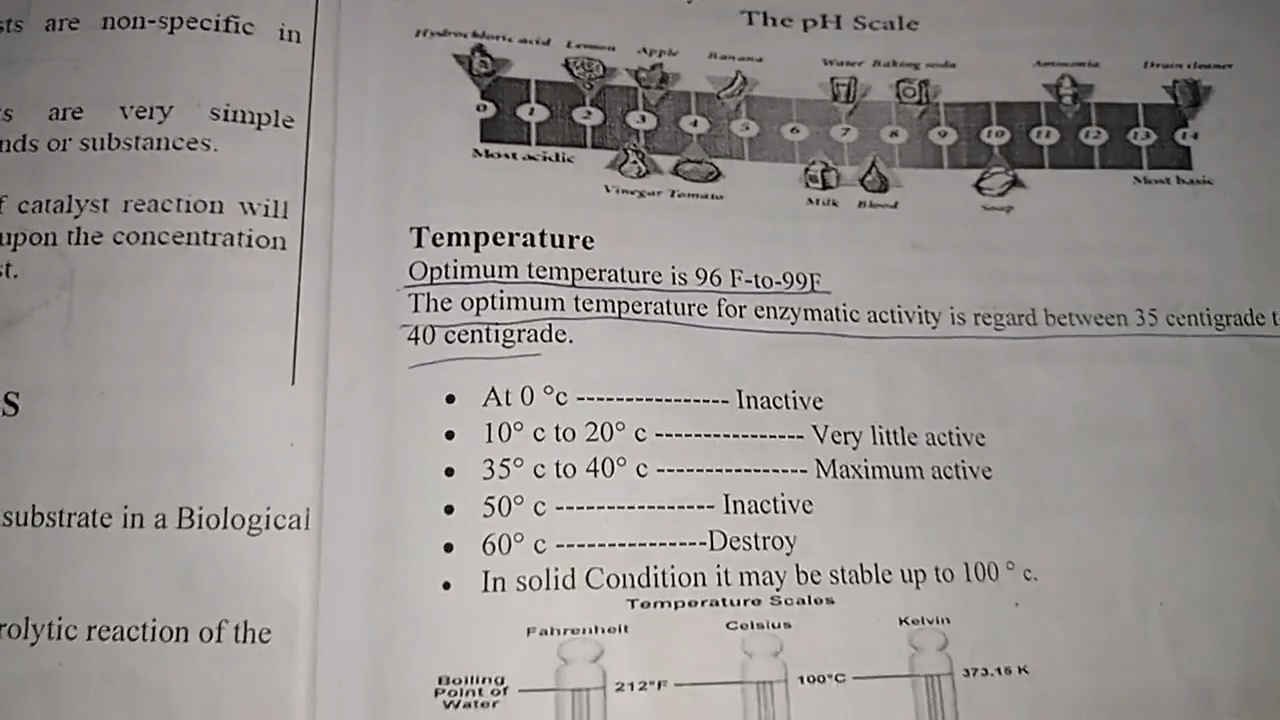 sts are non-specific in
s are very simple
nds or substances.
f catalyst reaction will
upon the concentration
st.
S
substrate in a Biological
rolytic reaction of the
The pH Scale
Hydrochloric acid Lemon Apple Banana Water Baking soda Ammonia Drain cleaner
0 1 2 3 4 5 6 7 8 9 10 11 12 13 14
Most acidic Most basic
Vinegar Tomato Milk Blood Soap
Temperature
Optimum temperature is 96 F-to-99F
The optimum temperature for enzymatic activity is regard between 35 centigrade t
40 centigrade.
• At 0 °c ---------------- Inactive
• 10° c to 20° c ---------------- Very little active
• 35° c to 40° c ---------------- Maximum active
• 50° c ----------------- Inactive
• 60° c ----------------Destroy
• In solid Condition it may be stable up to 100 ° c.
Temperature Scales
Fahrenheit Celsius Kelvin
Boiling
Point of
Water
212°F 100°C 373.15 K